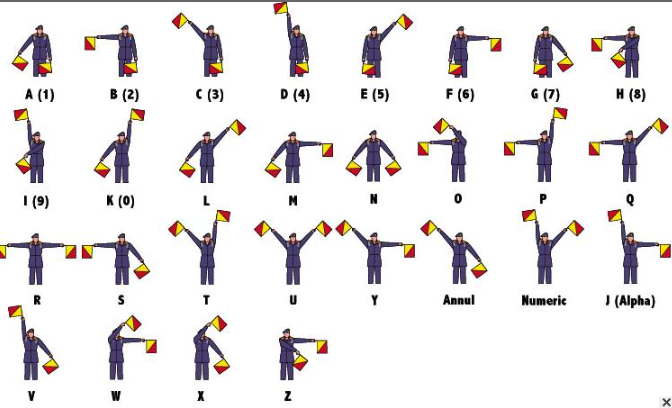 A (1) B (2) C (3) D (4) E (5) F (6) G (7) H (8)
I (9) K (0) L M N O P Q
R S T U Y Annul Numeric J (Alpha)
V W X Z